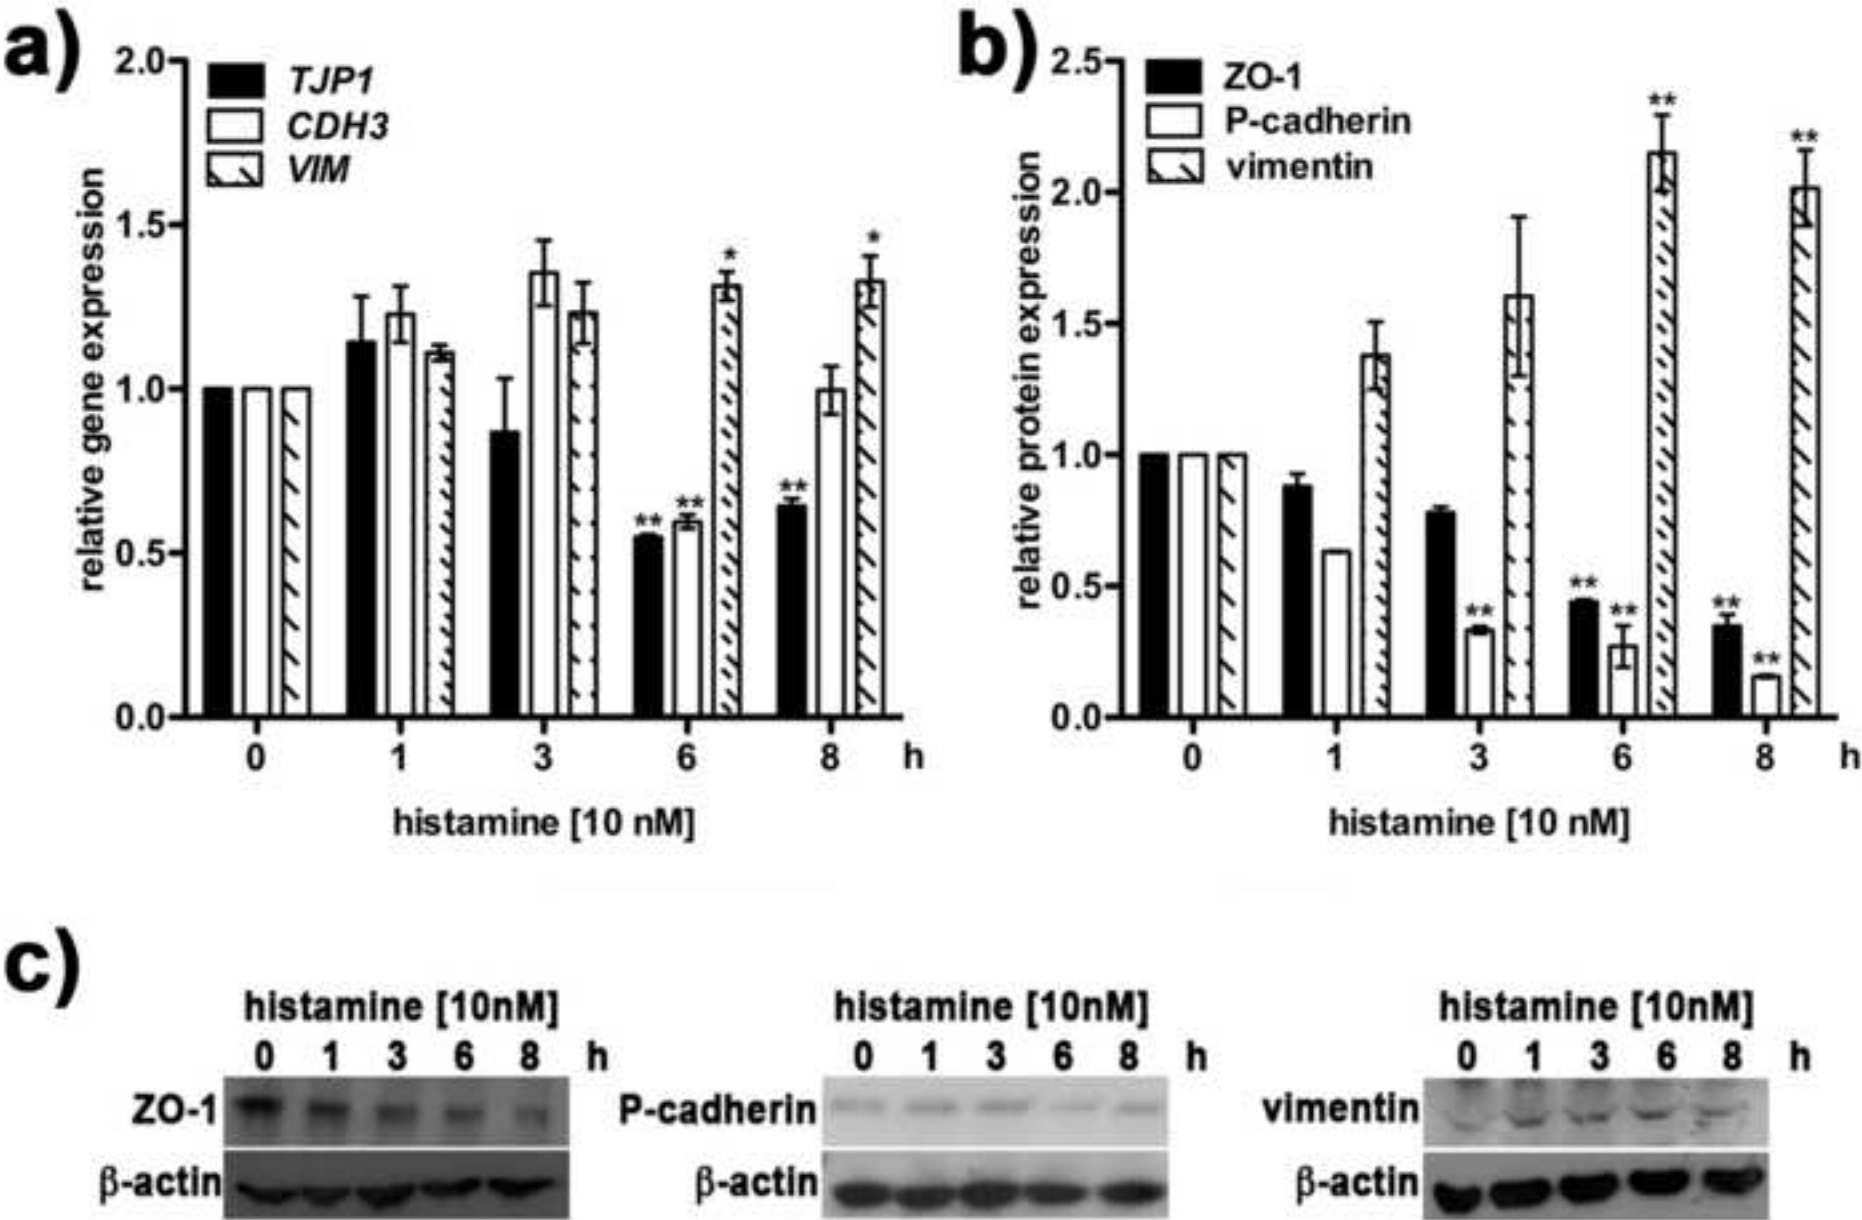 a)
2.0
1.5
1.0
0.5
0.0
relative gene expression
TJP1
CDH3
VIM
* *
** ** **
0 1 3 6 8 h
histamine [10 nM]
b)
2.5
2.0
1.5
1.0
0.5
0.0
relative protein expression
ZO-1
P-cadherin
vimentin
** **
** ** ** ** **
0 1 3 6 8 h
histamine [10 nM]
c)
histamine [10nM]
0 1 3 6 8 h
ZO-1
β-actin
histamine [10nM]
0 1 3 6 8 h
P-cadherin
β-actin
histamine [10nM]
0 1 3 6 8 h
vimentin
β-actin